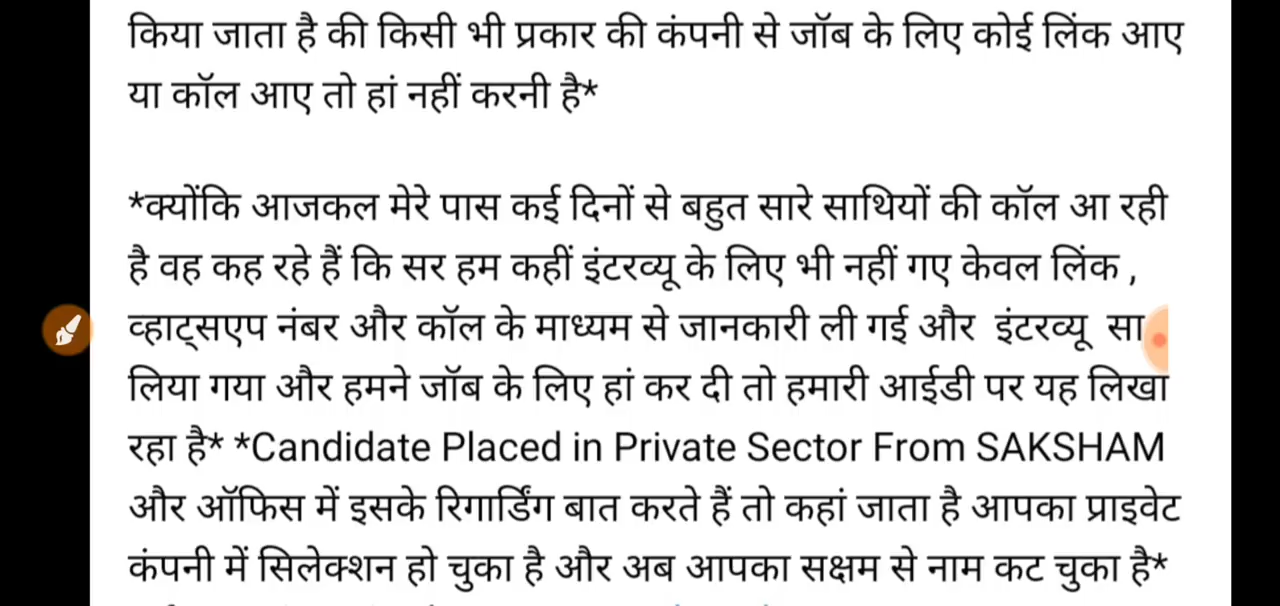 किया जाता है की किसी भी प्रकार की कंपनी से जॉब के लिए कोई लिंक आए
या कॉल आए तो हां नहीं करनी है*
*क्योंकि आजकल मेरे पास कई दिनों से बहुत सारे साथियों की कॉल आ रही
है वह कह रहे हैं कि सर हम कहीं इंटरव्यू के लिए भी नहीं गए केवल लिंक ,
व्हाट्सएप नंबर और कॉल के माध्यम से जानकारी ली गई और इंटरव्यू सा
लिया गया और हमने जॉब के लिए हां कर दी तो हमारी आईडी पर यह लिखा
रहा है* *Candidate Placed in Private Sector From SAKSHAM
और ऑफिस में इसके रिगार्डिंग बात करते हैं तो कहां जाता है आपका प्राइवेट
कंपनी में सिलेक्शन हो चुका है और अब आपका सक्षम से नाम कट चुका है*